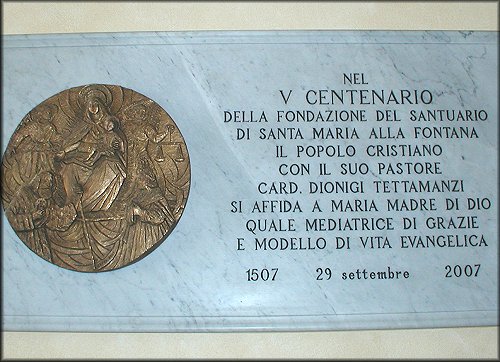 NEL
V CENTENARIO
DELLA FONDAZIONE DEL SANTUARIO
DI SANTA MARIA ALLA FONTANA
IL POPOLO CRISTIANO
CON IL SUO PASTORE
CARD. DIONIGI TETTAMANZI
SI AFFIDA A MARIA MADRE DI DIO
QUALE MEDIATRICE DI GRAZIE
E MODELLO DI VITA EVANGELICA
1507 29 settembre 2007